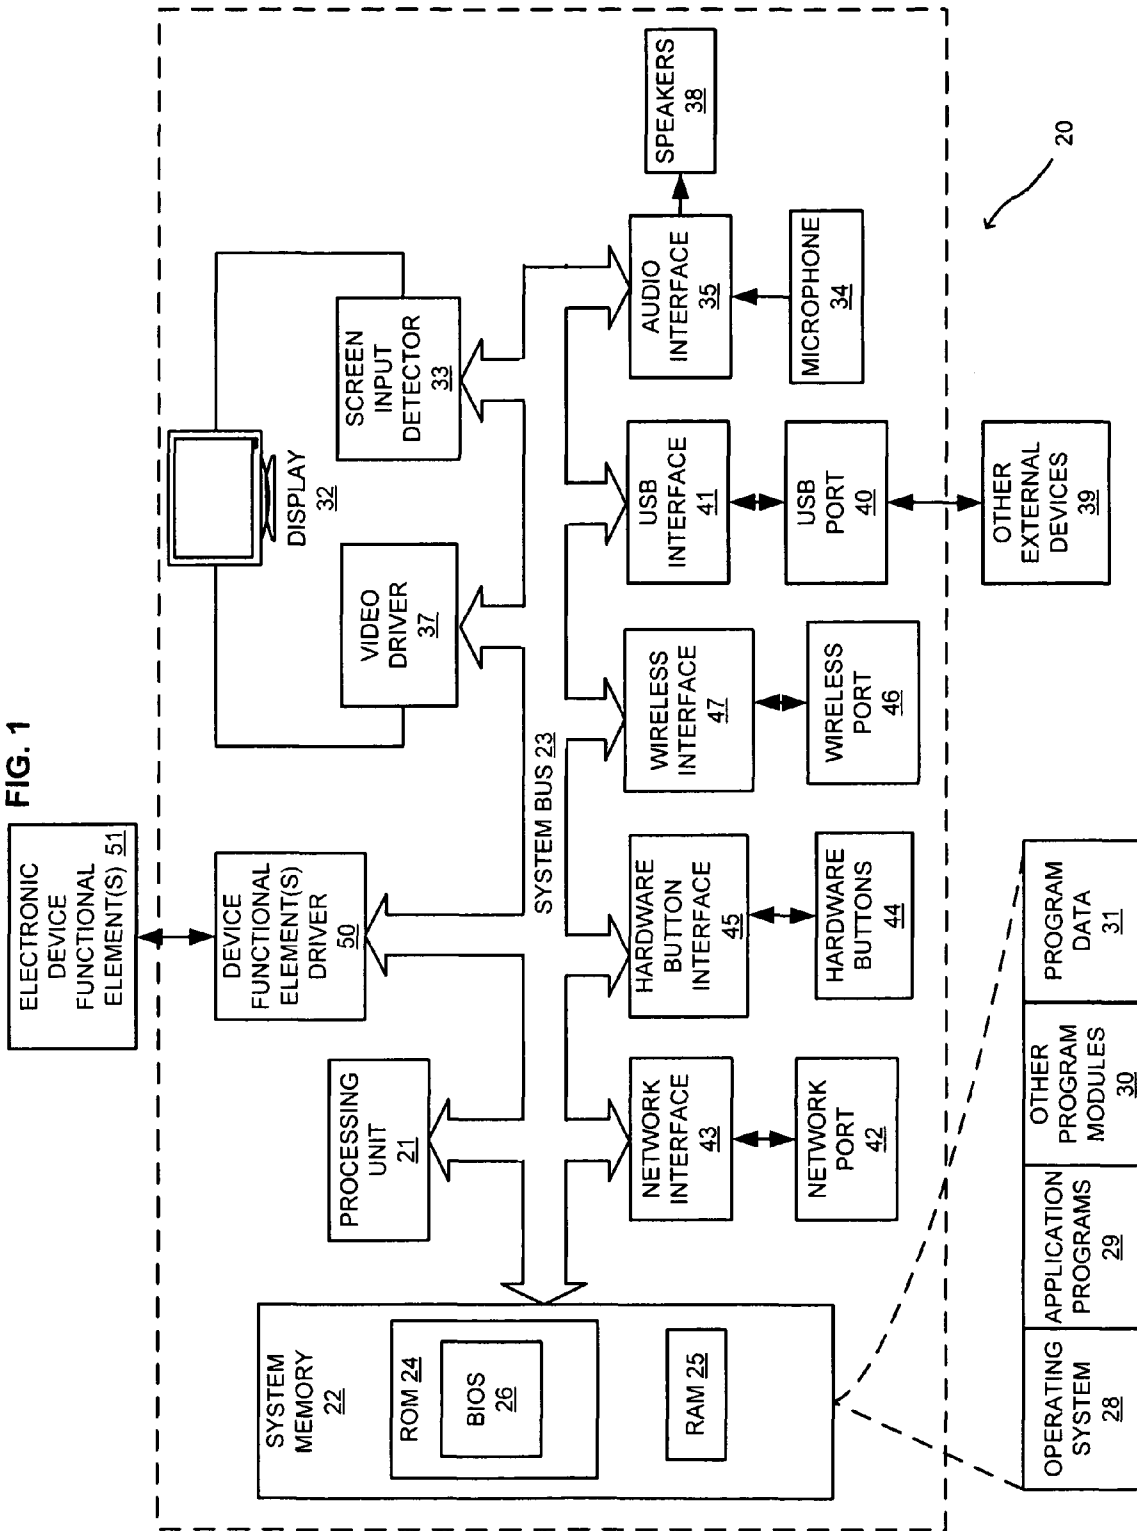 FIG. 1
ELECTRONIC
DEVICE
FUNCTIONAL
ELEMENT(S) 51
DEVICE
FUNCTIONAL
ELEMENT(S)
DRIVER
50
DISPLAY
32
VIDEO
DRIVER
37
SCREEN
INPUT
DETECTOR
33
PROCESSING
UNIT
21
SYSTEM
MEMORY
22
ROM 24
BIOS
26
RAM 25
SYSTEM BUS 23
NETWORK
INTERFACE
43
HARDWARE
BUTTON
INTERFACE
45
WIRELESS
INTERFACE
47
USB
INTERFACE
41
AUDIO
INTERFACE
35
SPEAKERS
38
NETWORK
PORT
42
HARDWARE
BUTTONS
44
WIRELESS
PORT
46
USB
PORT
40
MICROPHONE
34
20
OPERATING
SYSTEM
28
APPLICATION
PROGRAMS
29
OTHER
PROGRAM
MODULES
30
PROGRAM
DATA
31
OTHER
EXTERNAL
DEVICES
39